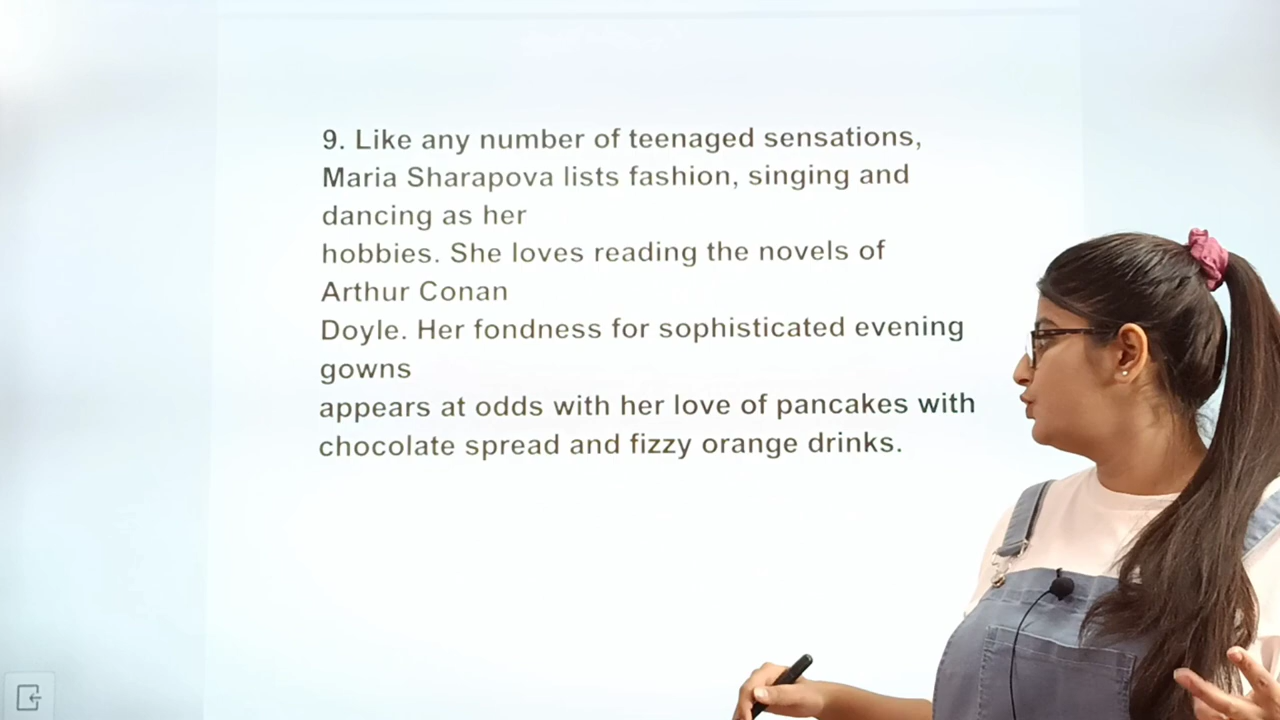 9. Like any number of teenaged sensations,
Maria Sharapova lists fashion, singing and
dancing as her
hobbies. She loves reading the novels of
Arthur Conan
Doyle. Her fondness for sophisticated evening
gowns
appears at odds with her love of pancakes with
chocolate spread and fizzy orange drinks.